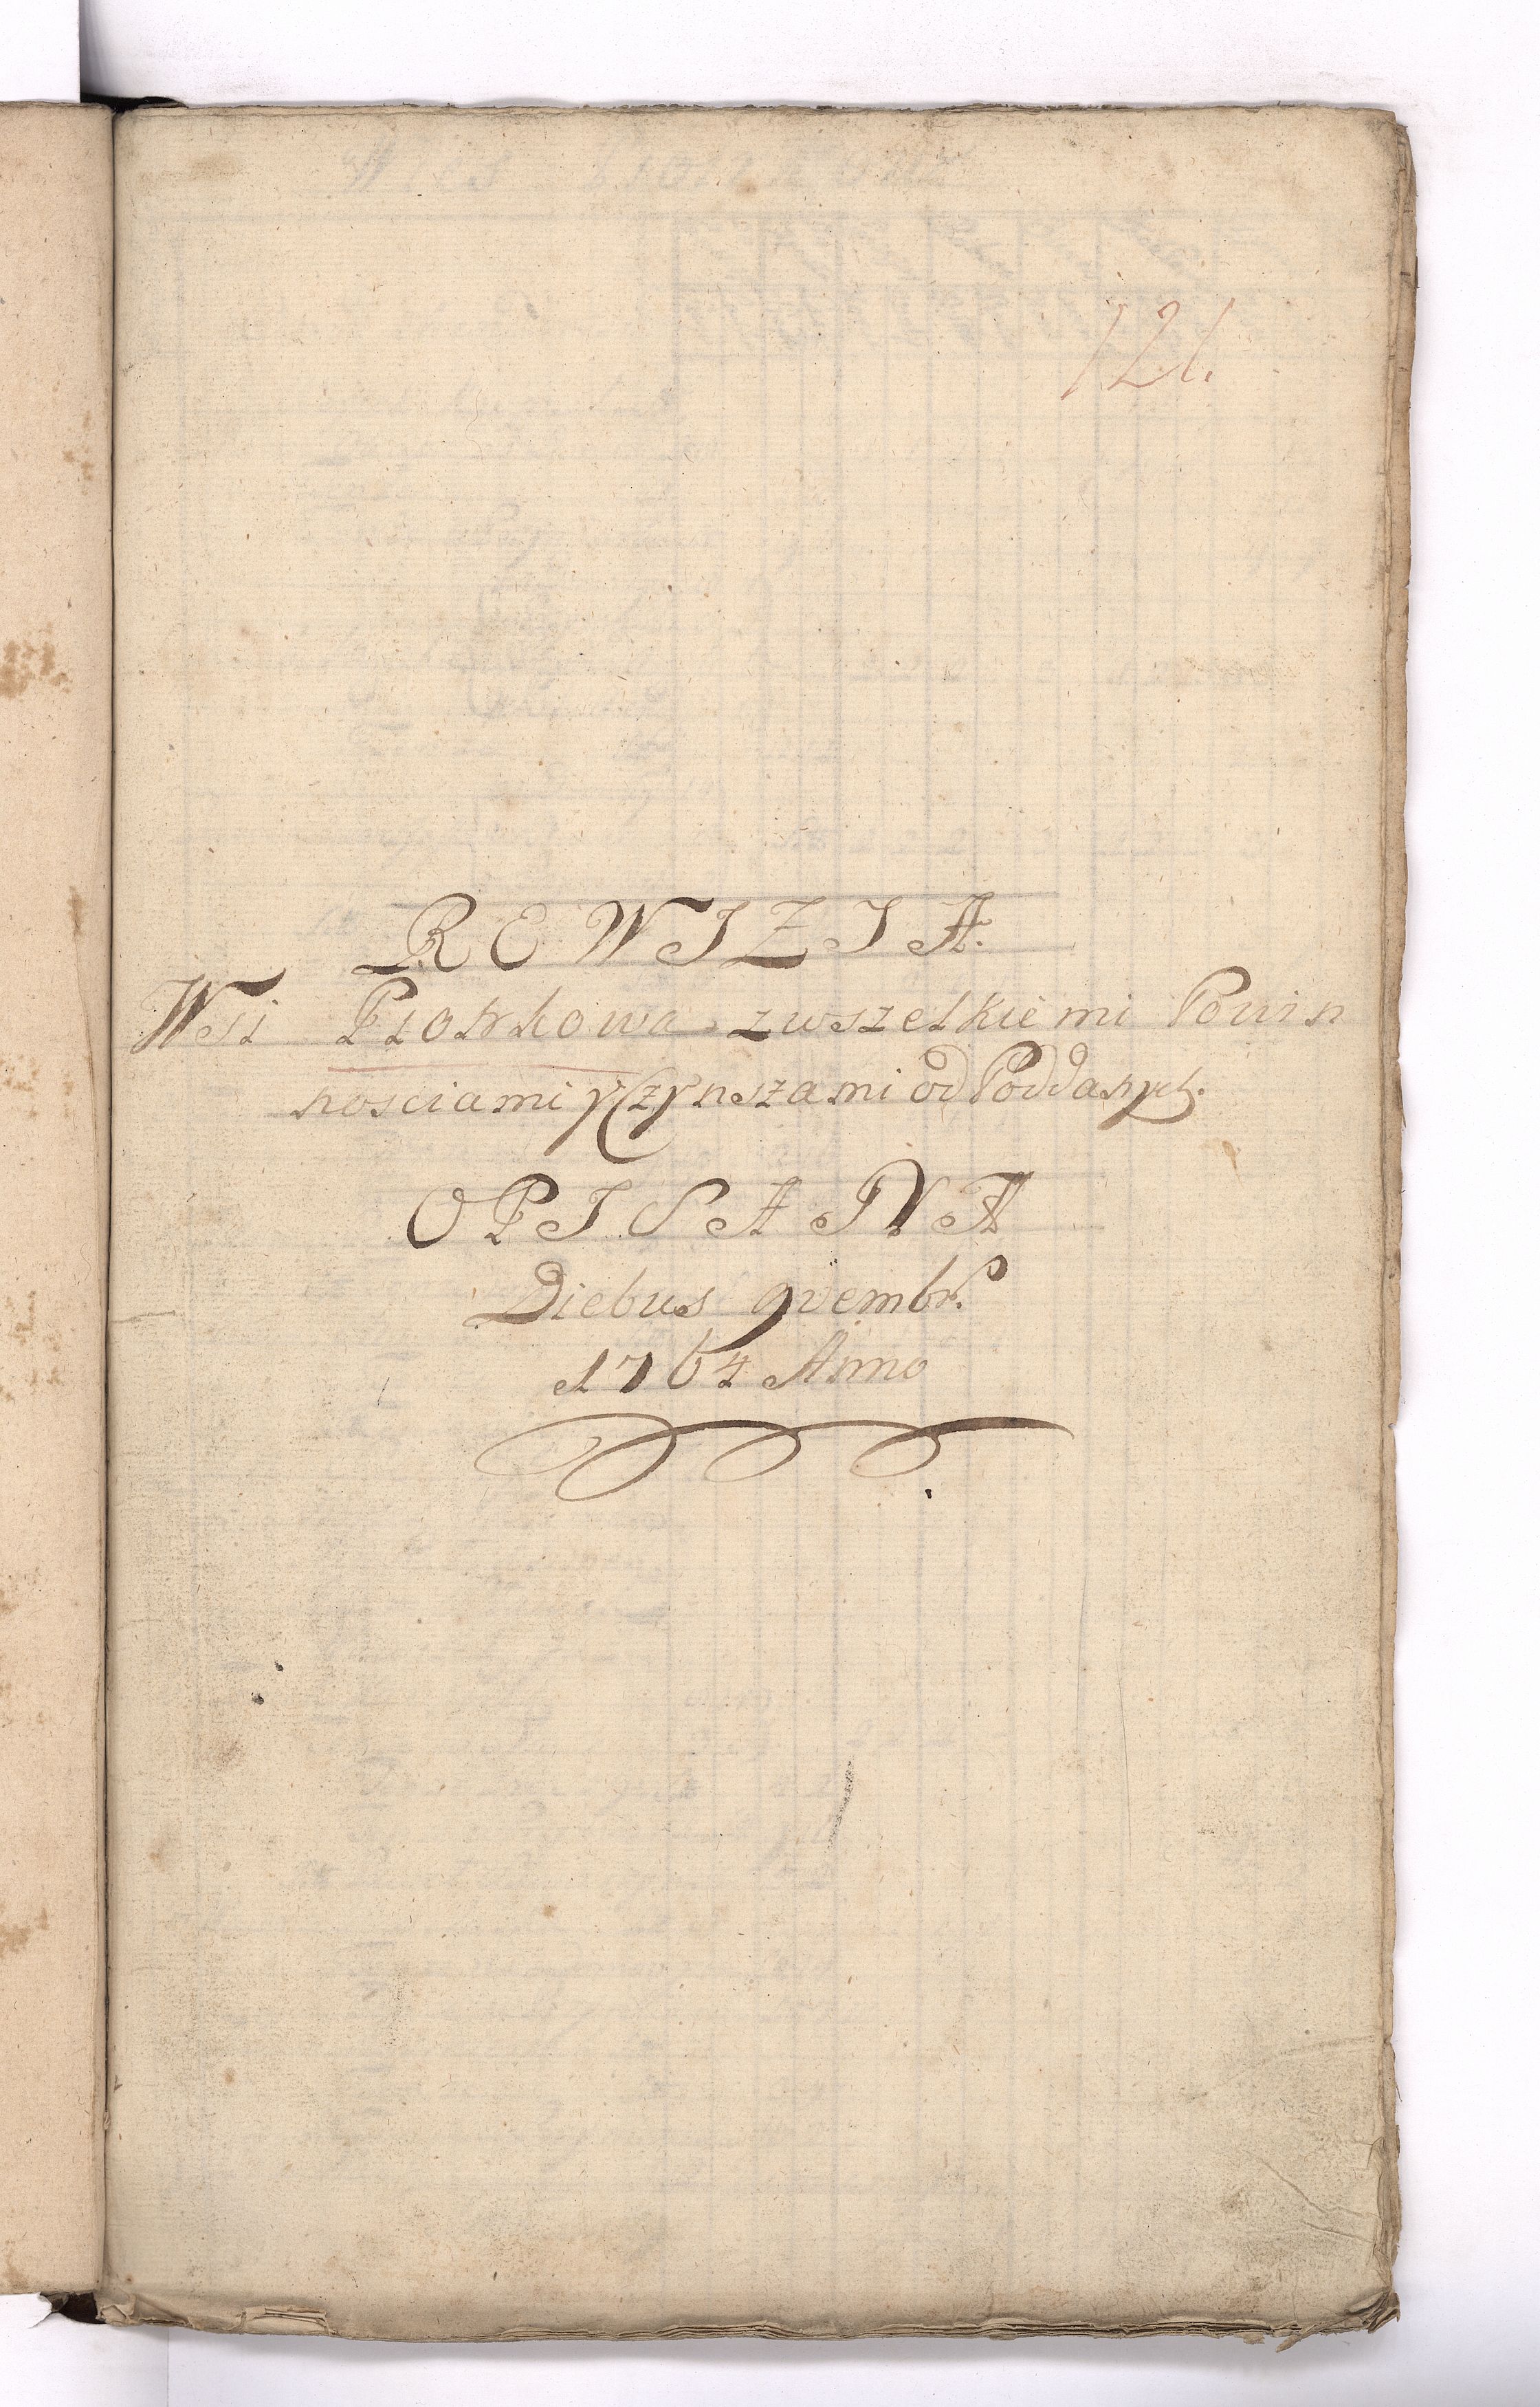 121.
REWIZIA.
Wsi Piotrkowa zwszelkiemi Powin
nosciami y Czynszami od Poddanych.
OPISANA
Diebus 9vembr.
1764 Anno